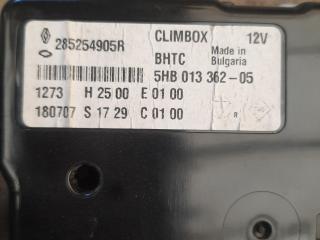 285254905R CLIMBOX 12V
BHTC Made in
Bulgaria
5HB 013 362-05
1273 H 25 00 E 01 00
180707 S 17 29 C 01 00
R